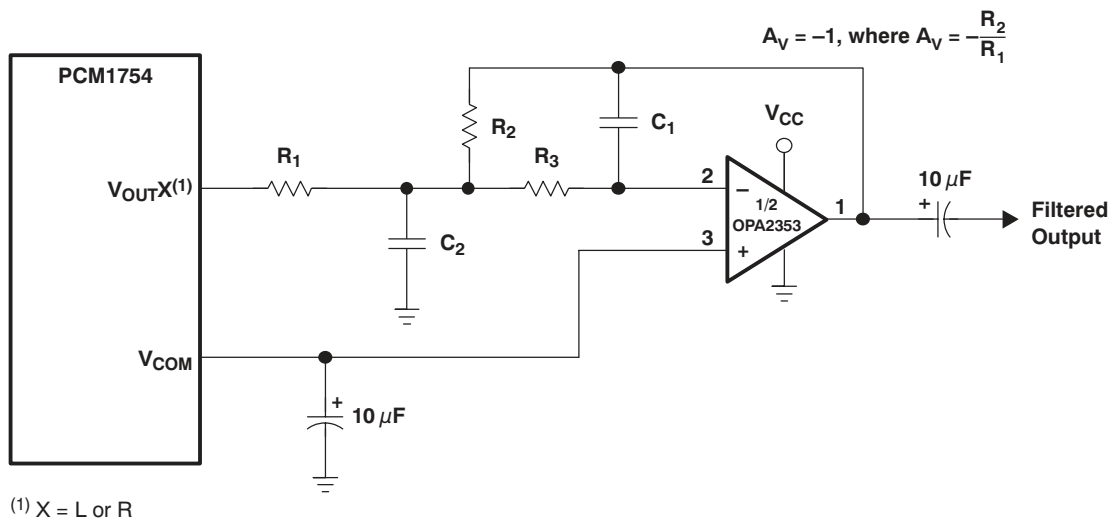 A_V = –1, where A_V = –R_2/R_1
PCM1754
R_2
C_1
V_CC
R_1
R_3
V_OUTX(1)
2
–
10 μF
+
1/2
OPA2353
1
Filtered
Output
C_2
3
+
V_COM
+
10 μF
(1) X = L or R